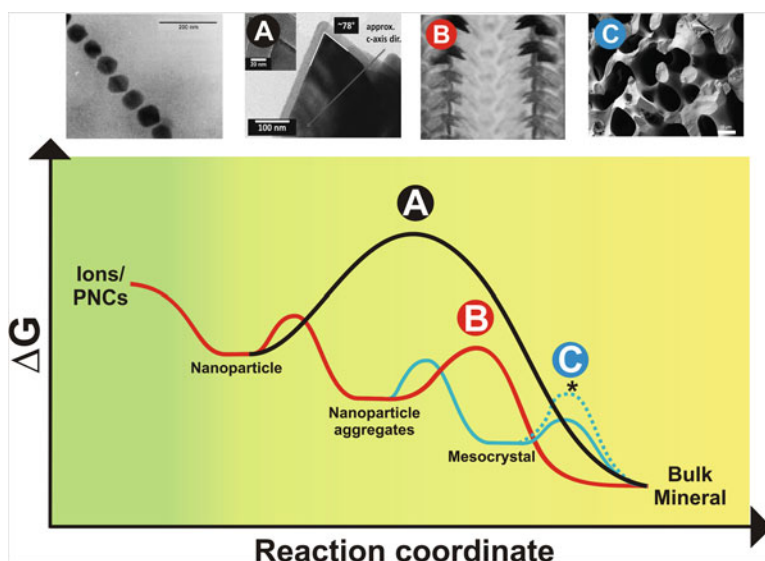 200 nm
A
20 nm
~78°
approx.
c-axis dir.
100 nm
B
C
ΔG
A
Ions/
PNCs
B
C
*
Nanoparticle
Nanoparticle
aggregates
Mesocrystal
Bulk
Mineral
Reaction coordinate